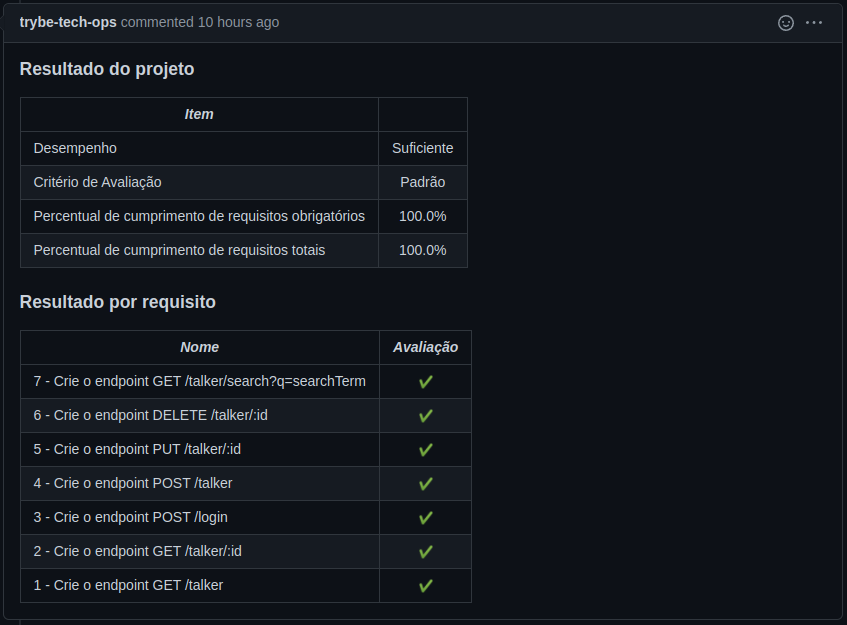 trybe-tech-ops commented 10 hours ago
Resultado do projeto
Item
Desempenho Suficiente
Critério de Avaliação Padrão
Percentual de cumprimento de requisitos obrigatórios 100.0%
Percentual de cumprimento de requisitos totais 100.0%
Resultado por requisito
Nome Avaliação
7 - Crie o endpoint GET /talker/search?q=searchTerm ✔
6 - Crie o endpoint DELETE /talker/:id ✔
5 - Crie o endpoint PUT /talker/:id ✔
4 - Crie o endpoint POST /talker ✔
3 - Crie o endpoint POST /login ✔
2 - Crie o endpoint GET /talker/:id ✔
1 - Crie o endpoint GET /talker ✔